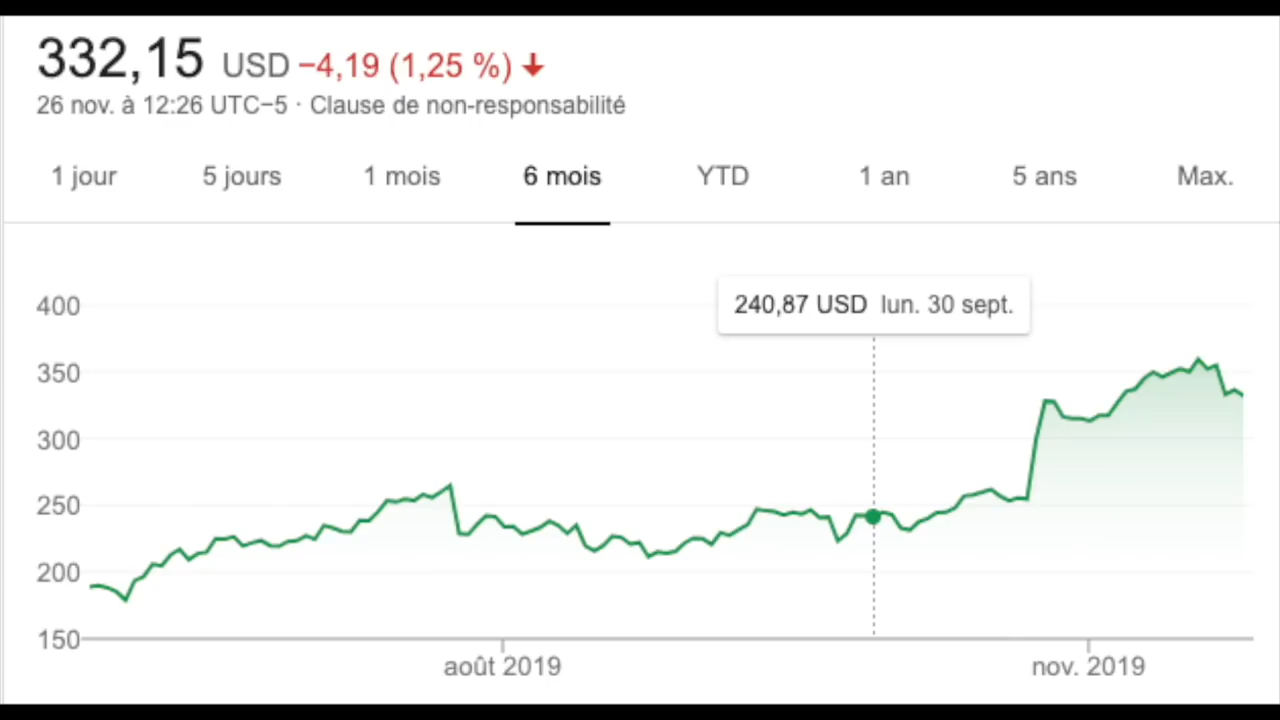 332,15 USD −4,19 (1,25 %) ↓
26 nov. à 12:26 UTC−5 · Clause de non-responsabilité
1 jour 5 jours 1 mois 6 mois YTD 1 an 5 ans Max.
240,87 USD lun. 30 sept.
400
350
300
250
200
150
août 2019 nov. 2019